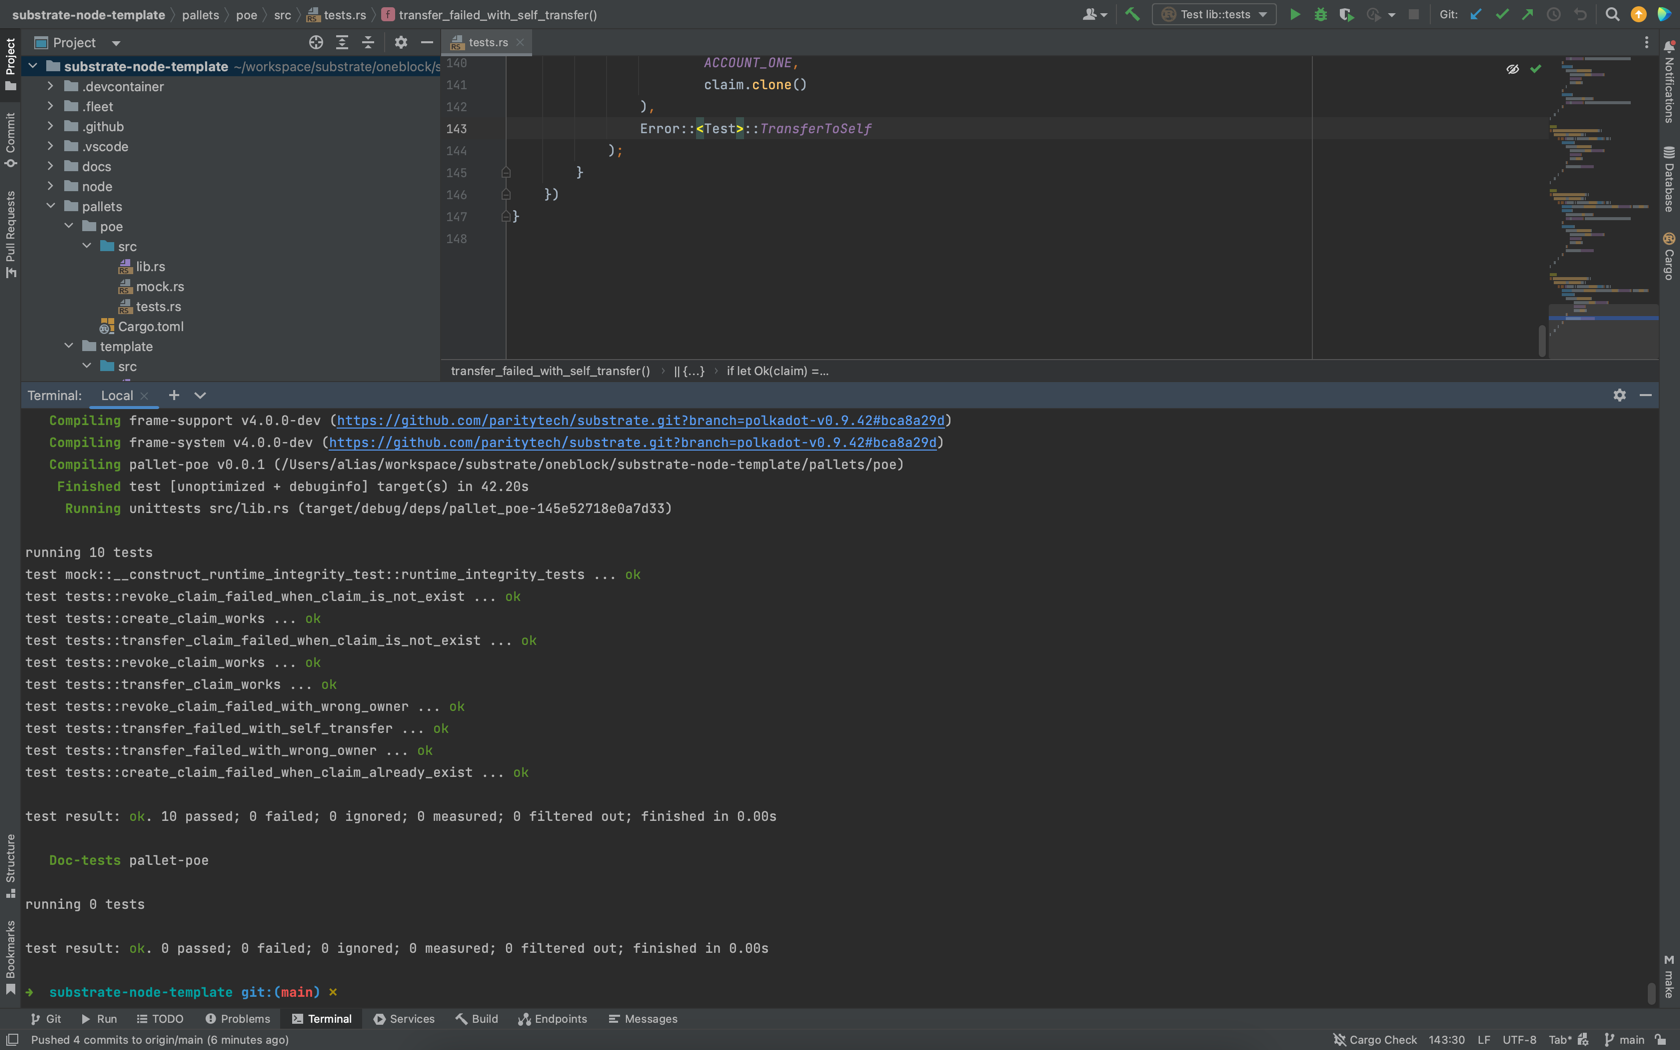 substrate-node-template 〉 pallets 〉 poe 〉 src 〉 tests.rs 〉 transfer_failed_with_self_transfer()
Test lib::tests
Git:
Project
tests.rs
substrate-node-template ~/workspace/substrate/oneblock/s
.devcontainer
.fleet
.github
.vscode
docs
node
pallets
poe
src
lib.rs
mock.rs
tests.rs
Cargo.toml
template
src
140 ACCOUNT_ONE,
141 claim.clone()
142 ),
143 Error::<Test>::TransferToSelf
144 );
145 }
146 })
147 }
148
transfer_failed_with_self_transfer() › || {...} › if let Ok(claim) =...
Project
Commit
Pull Requests
Structure
Bookmarks
Notifications
Database
Cargo
M make
Terminal: Local
Compiling frame-support v4.0.0-dev (https://github.com/paritytech/substrate.git?branch=polkadot-v0.9.42#bca8a29d)
Compiling frame-system v4.0.0-dev (https://github.com/paritytech/substrate.git?branch=polkadot-v0.9.42#bca8a29d)
Compiling pallet-poe v0.0.1 (/Users/alias/workspace/substrate/oneblock/substrate-node-template/pallets/poe)
Finished test [unoptimized + debuginfo] target(s) in 42.20s
Running unittests src/lib.rs (target/debug/deps/pallet_poe-145e52718e0a7d33)
running 10 tests
test mock::__construct_runtime_integrity_test::runtime_integrity_tests ... ok
test tests::revoke_claim_failed_when_claim_is_not_exist ... ok
test tests::create_claim_works ... ok
test tests::transfer_claim_failed_when_claim_is_not_exist ... ok
test tests::revoke_claim_works ... ok
test tests::transfer_claim_works ... ok
test tests::revoke_claim_failed_with_wrong_owner ... ok
test tests::transfer_failed_with_self_transfer ... ok
test tests::transfer_failed_with_wrong_owner ... ok
test tests::create_claim_failed_when_claim_already_exist ... ok
test result: ok. 10 passed; 0 failed; 0 ignored; 0 measured; 0 filtered out; finished in 0.00s
Doc-tests pallet-poe
running 0 tests
test result: ok. 0 passed; 0 failed; 0 ignored; 0 measured; 0 filtered out; finished in 0.00s
➜ substrate-node-template git:(main) ✗
Git Run TODO Problems Terminal Services Build Endpoints Messages
Pushed 4 commits to origin/main (6 minutes ago)
Cargo Check 143:30 LF UTF-8 Tab* main